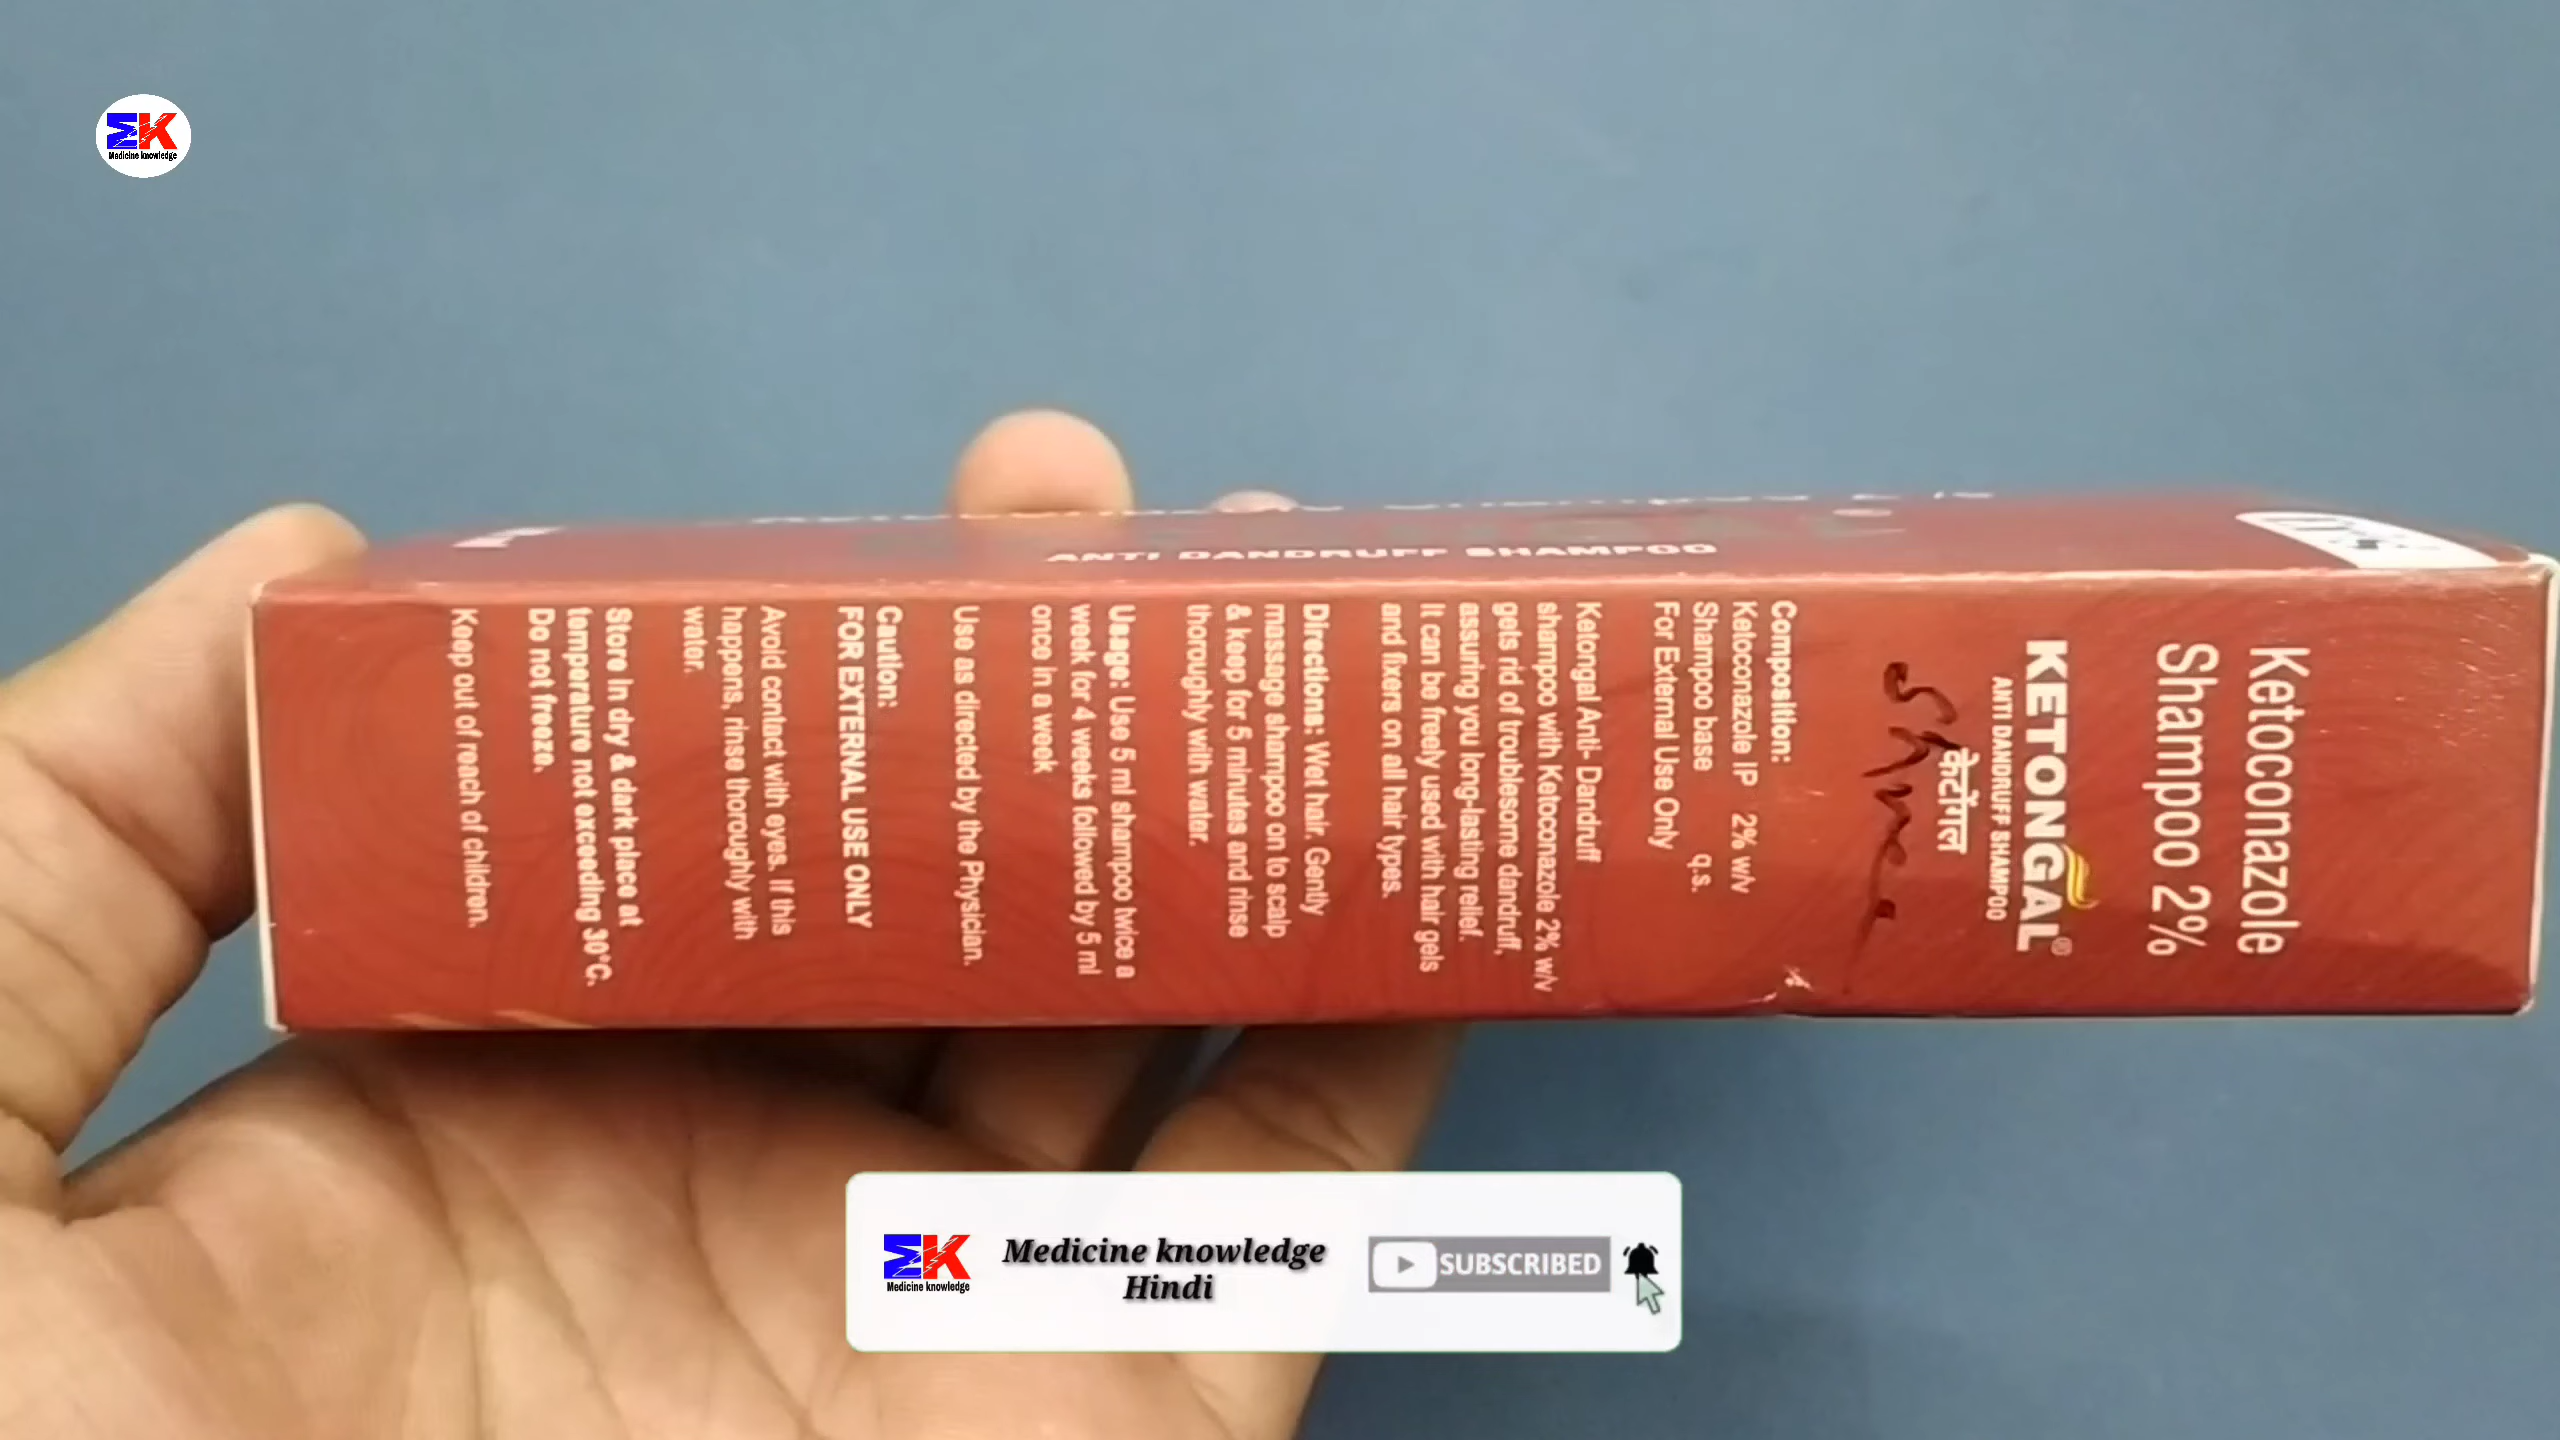 Medicine knowledge
ANTI DANDRUFF SHAMPOO
Ketoconazole
Shampoo 2%
KETONGAL®
ANTI DANDRUFF SHAMPOO
केटोंगल
Composition:
Ketoconazole IP 2% w/v
Shampoo base q.s.
For External Use Only
Ketongal Anti- Dandruff
shampoo with Ketoconazole 2% w/v
gets rid of troublesome dandruff,
assuring you long-lasting relief.
It can be freely used with hair gels
and fixers on all hair types.
Directions: Wet hair. Gently
massage shampoo on to scalp
& keep for 5 minutes and rinse
thoroughly with water.
Usage: Use 5 ml shampoo twice a
week for 4 weeks followed by 5 ml
once in a week
Use as directed by the Physician.
Caution:
FOR EXTERNAL USE ONLY
Avoid contact with eyes. If this
happens, rinse thoroughly with
water.
Store in dry & dark place at
temperature not exceeding 30°C.
Do not freeze.
Keep out of reach of children.
Medicine knowledge
Medicine knowledge
Hindi
SUBSCRIBED